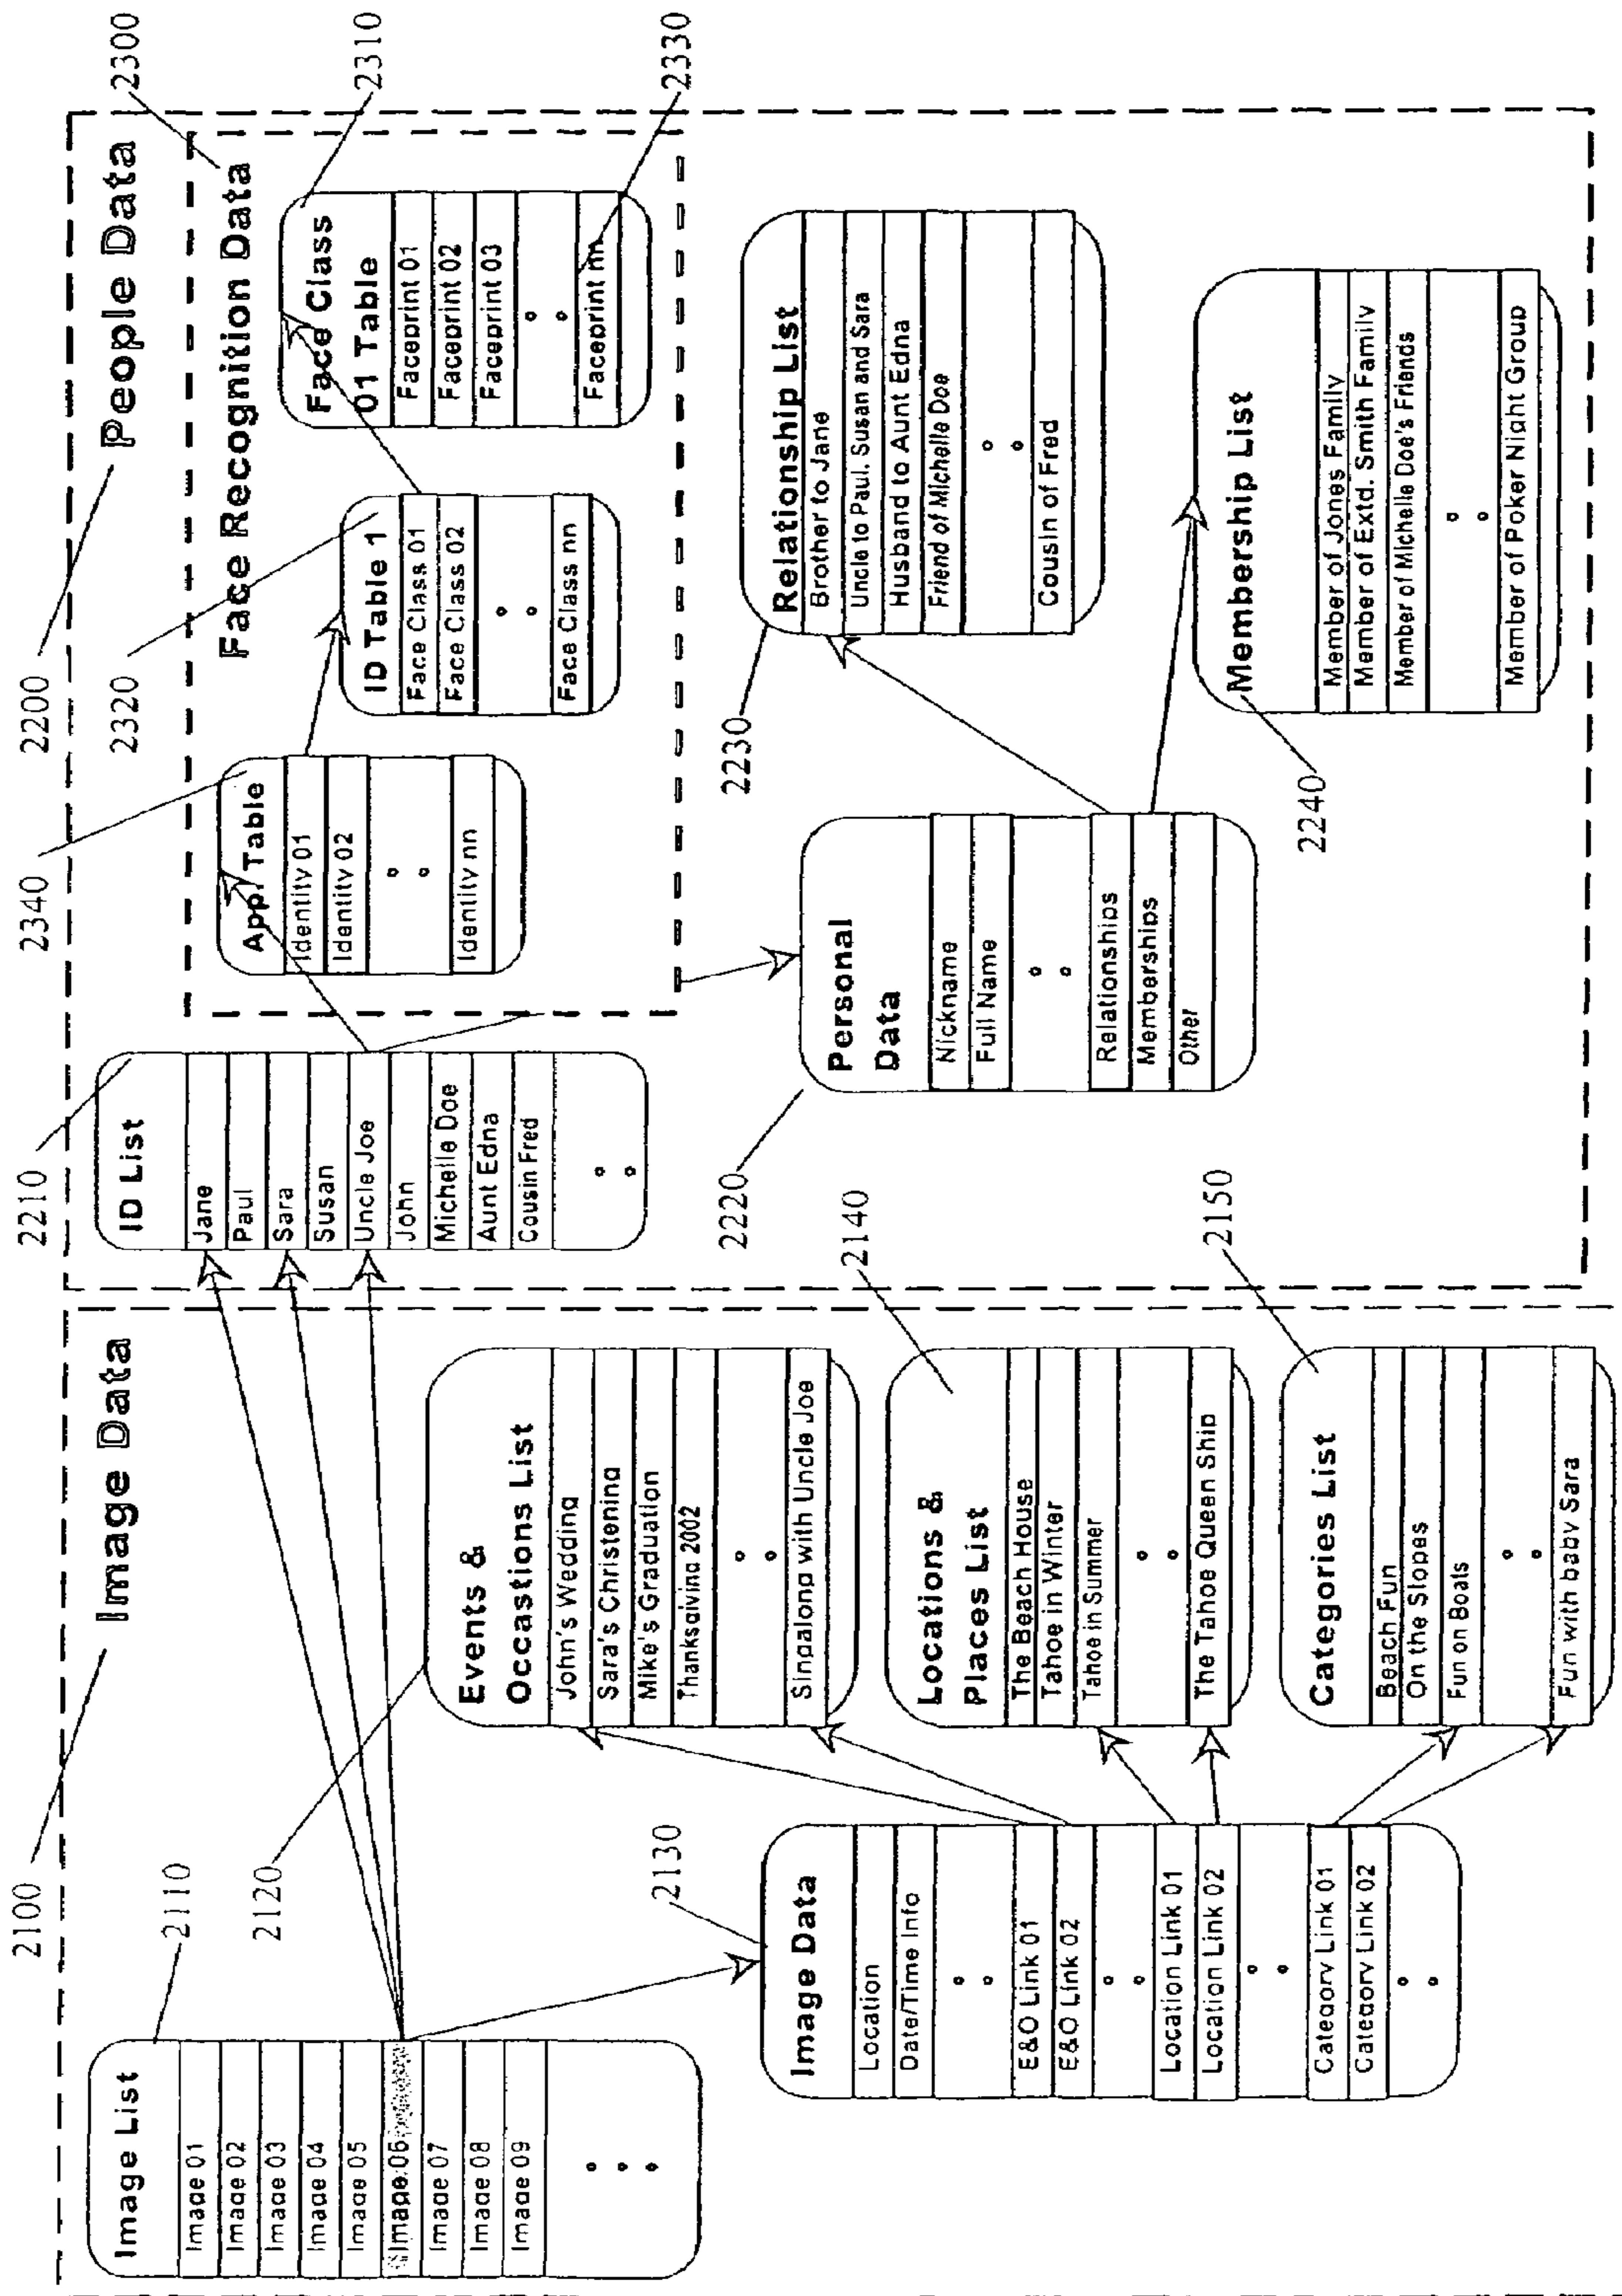 2100
Image Data
2110
Image List
Image 01
Image 02
Image 03
Image 04
Image 05
Image 06
Image 07
Image 08
Image 09
2120
Events &
Occastions List
John's Wedding
Sara's Christening
Mike's Graduation
Thanksgiving 2002
Singalong with Uncle Joe
2130
Image Data
Location
Date/Time Info
E&O Link 01
E&O Link 02
Location Link 01
Location Link 02
Category Link 01
Category Link 02
2140
Locations &
Places List
The Beach House
Tahoe in Winter
Tahoe in Summer
The Tahoe Queen Ship
2150
Categories List
Beach Fun
On the Slopes
Fun on Boats
Fun with baby Sara
2200
People Data
2210
ID List
Jane
Paul
Sara
Susan
Uncle Joe
John
Michelle Doe
Aunt Edna
Cousin Fred
2300
Face Recognition Data
2340
App. Table
Identity 01
Identity 02
Identity nn
2320
ID Table 1
Face Class 01
Face Class 02
Face Class nn
2310
Face Class
01 Table
Faceprint 01
Faceprint 02
Faceprint 03
Faceprint nn
2330
2220
Personal
Data
Nickname
Full Name
Relationships
Memberships
Other
2230
Relationship List
Brother to Jane
Uncle to Paul, Susan and Sara
Husband to Aunt Edna
Friend of Michelle Doe
Cousin of Fred
2240
Membership List
Member of Jones Family
Member of Extd. Smith Family
Member of Michelle Doe's Friends
Member of Poker Night Group